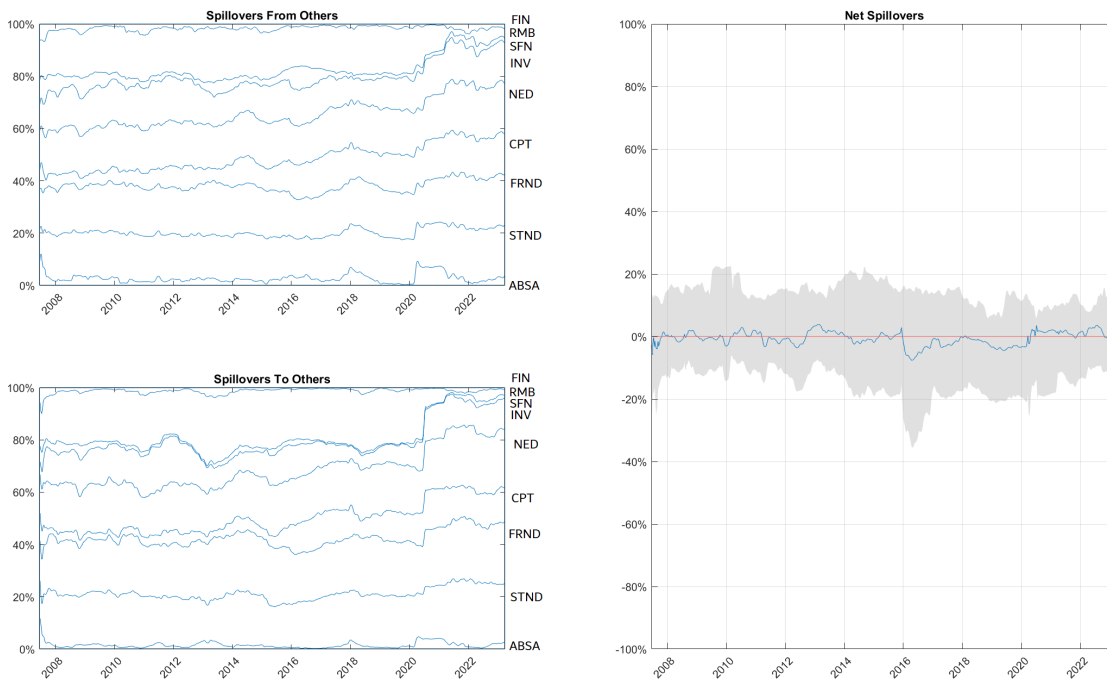 Spillovers From Others
100%
80%
60%
40%
20%
0%
FIN
RMB
SFN
INV
NED
CPT
FRND
STND
ABSA
2008
2010
2012
2014
2016
2018
2020
2022
Spillovers To Others
100%
80%
60%
40%
20%
0%
FIN
RMB
SFN
INV
NED
CPT
FRND
STND
ABSA
2008
2010
2012
2014
2016
2018
2020
2022
Net Spillovers
100%
80%
60%
40%
20%
0%
-20%
-40%
-60%
-80%
-100%
2008
2010
2012
2014
2016
2018
2020
2022